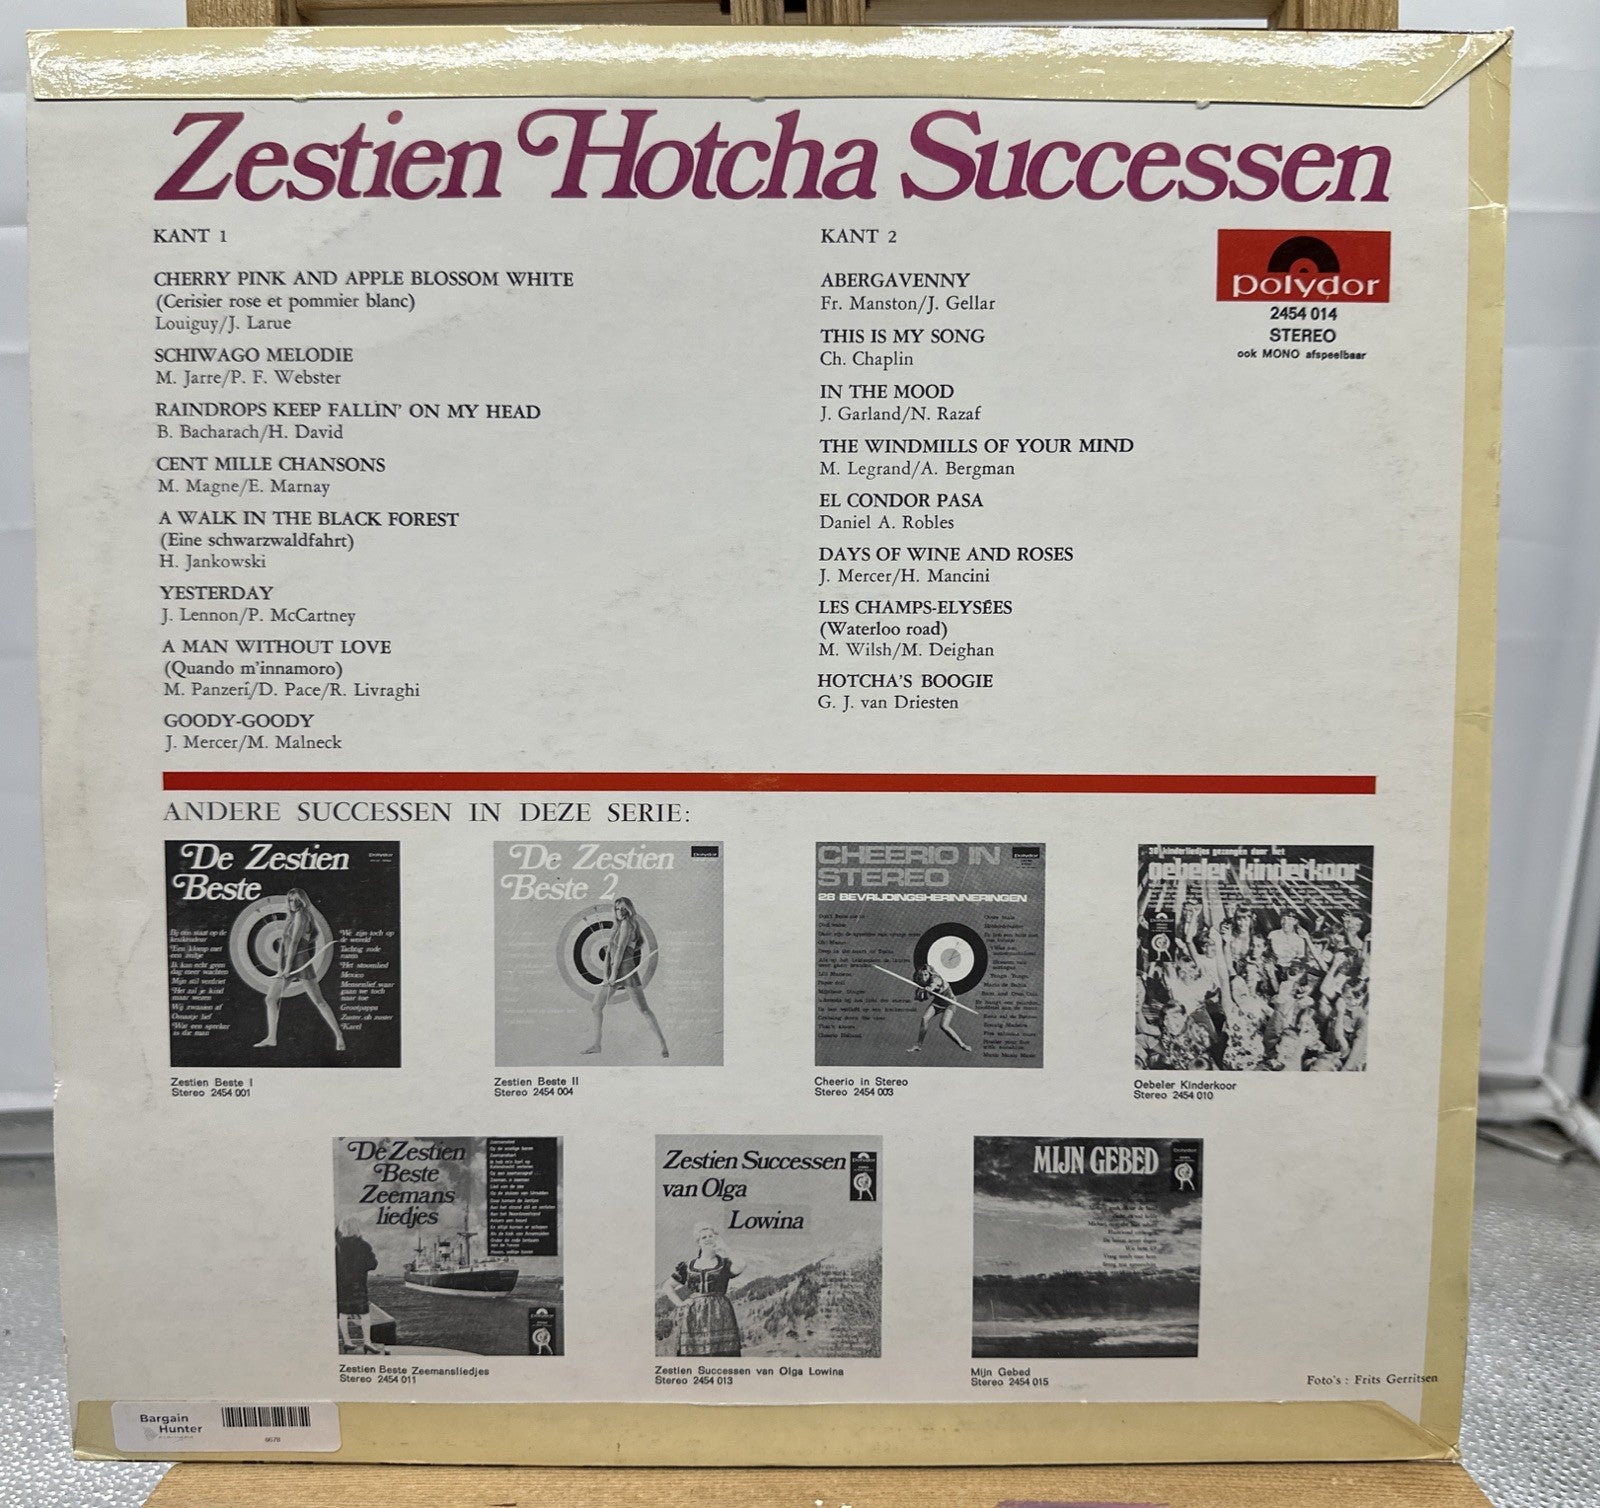 Zestien Hotcha Successen
KANT 1
CHERRY PINK AND APPLE BLOSSOM WHITE
(Cerisier rose et pommier blanc)
Louiguy/J. Larue
SCHIWAGO MELODIE
M. Jarre/P. F. Webster
RAINDROPS KEEP FALLIN' ON MY HEAD
B. Bacharach/H. David
CENT MILLE CHANSONS
M. Magne/E. Marnay
A WALK IN THE BLACK FOREST
(Eine schwarzwaldfahrt)
H. Jankowski
YESTERDAY
J. Lennon/P. McCartney
A MAN WITHOUT LOVE
(Quando m'innamoro)
M. Panzeri/D. Pace/R. Livraghi
GOODY-GOODY
J. Mercer/M. Malneck
KANT 2
ABERGAVENNY
Fr. Manston/J. Gellar
THIS IS MY SONG
Ch. Chaplin
IN THE MOOD
J. Garland/N. Razaf
THE WINDMILLS OF YOUR MIND
M. Legrand/A. Bergman
EL CONDOR PASA
Daniel A. Robles
DAYS OF WINE AND ROSES
J. Mercer/H. Mancini
LES CHAMPS-ELYSÉES
(Waterloo road)
M. Wilsh/M. Deighan
HOTCHA'S BOOGIE
G. J. van Driesten
polydor
2454 014
STEREO
ook MONO afspeelbaar
ANDERE SUCCESSEN IN DEZE SERIE:
De Zestien
Beste
Zestien Beste I
Stereo 2454 001
De Zestien
Beste 2
Zestien Beste II
Stereo 2454 004
CHEERIO IN
STEREO
28 BEVRIJDINGSHERINNERINGEN
Cheerio in Stereo
Stereo 2454 003
36 kinderliedjes gezongen door het
oebeler kinderkoor
Oebeler Kinderkoor
Stereo 2454 010
De Zestien
Beste
Zeemans
liedjes
Zestien Beste Zeemansliedjes
Stereo 2454 011
Zestien Successen
van Olga
Lowina
Zestien Successen van Olga Lowina
Stereo 2454 013
MIJN GEBED
Mijn Gebed
Stereo 2454 015
Foto's : Frits Gerritsen
Bargain
Hunter
6678